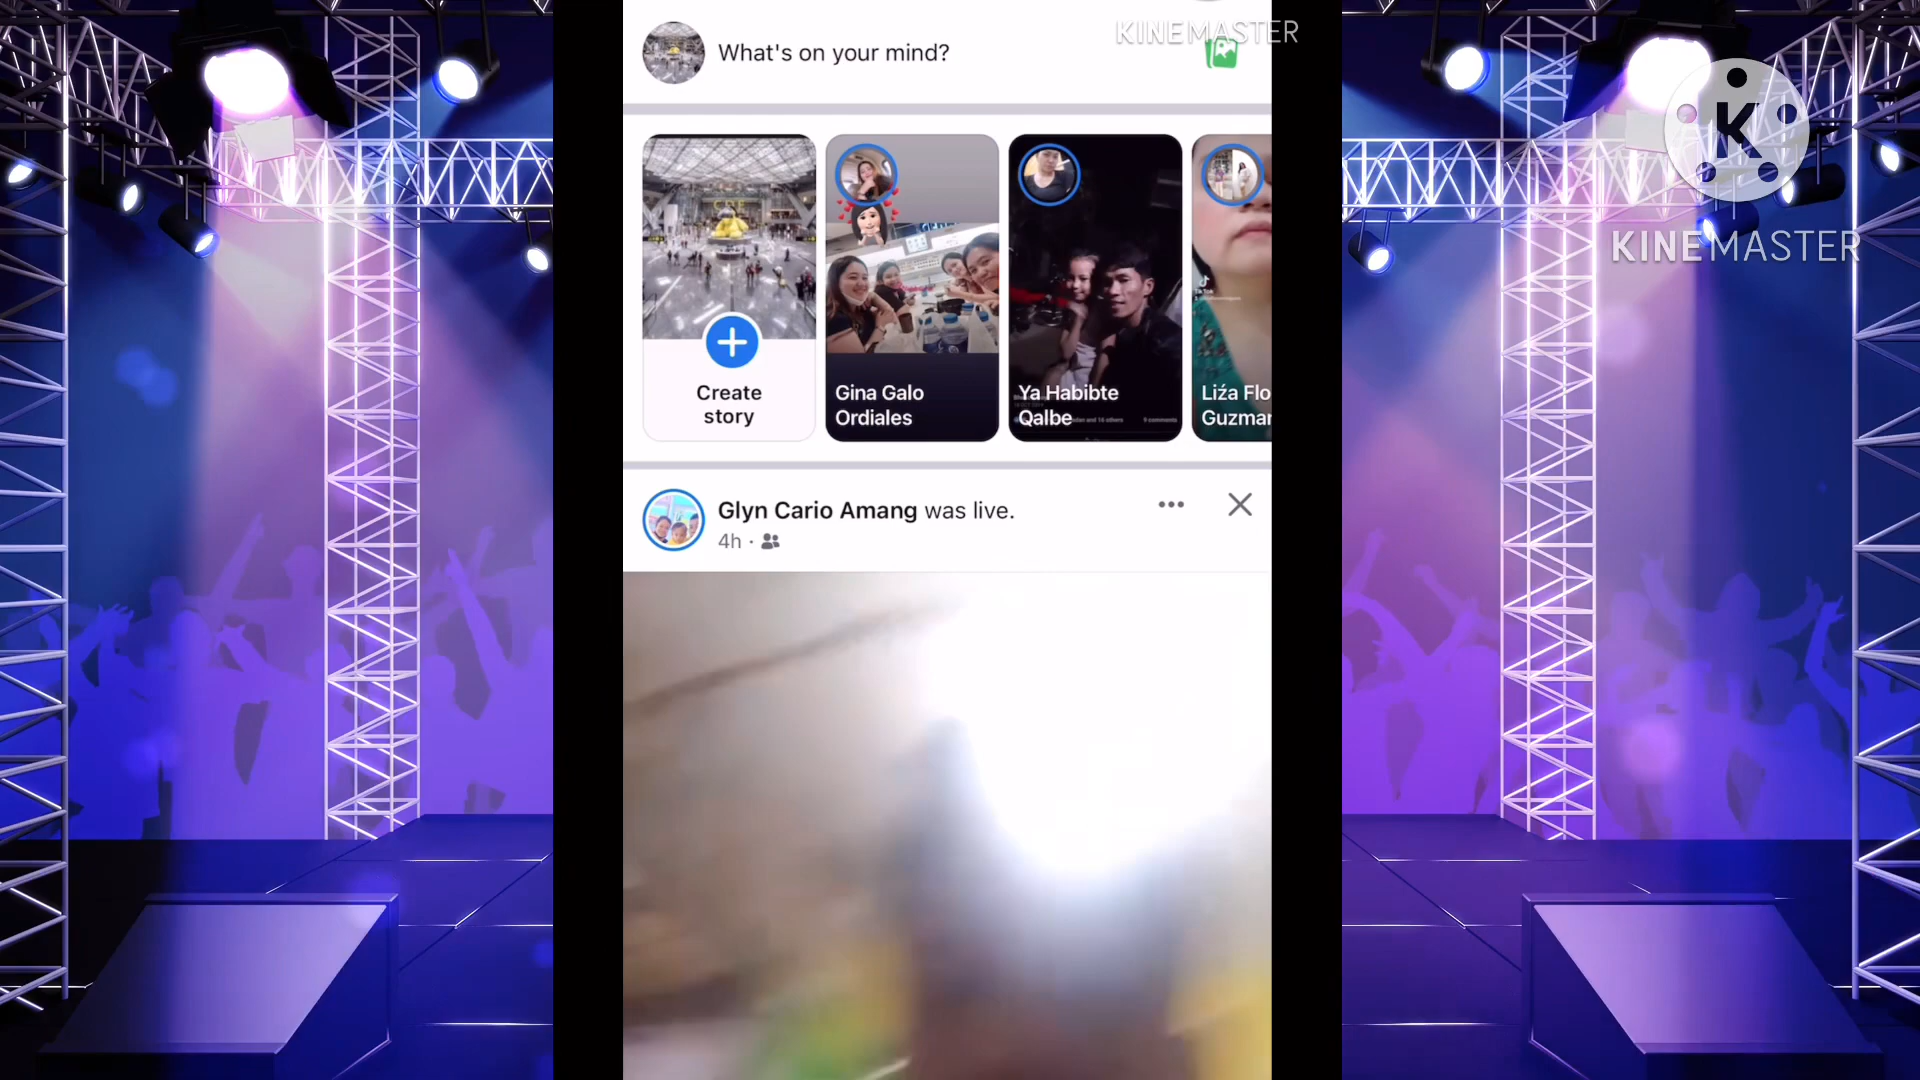 KINEMASTER
What's on your mind?
KINEMASTER
Create
story
Gina Galo
Ordiales
Ya Habibte
Qalbe
Liźa Flo
Guzmar
Glyn Cario Amang was live.
4h ·